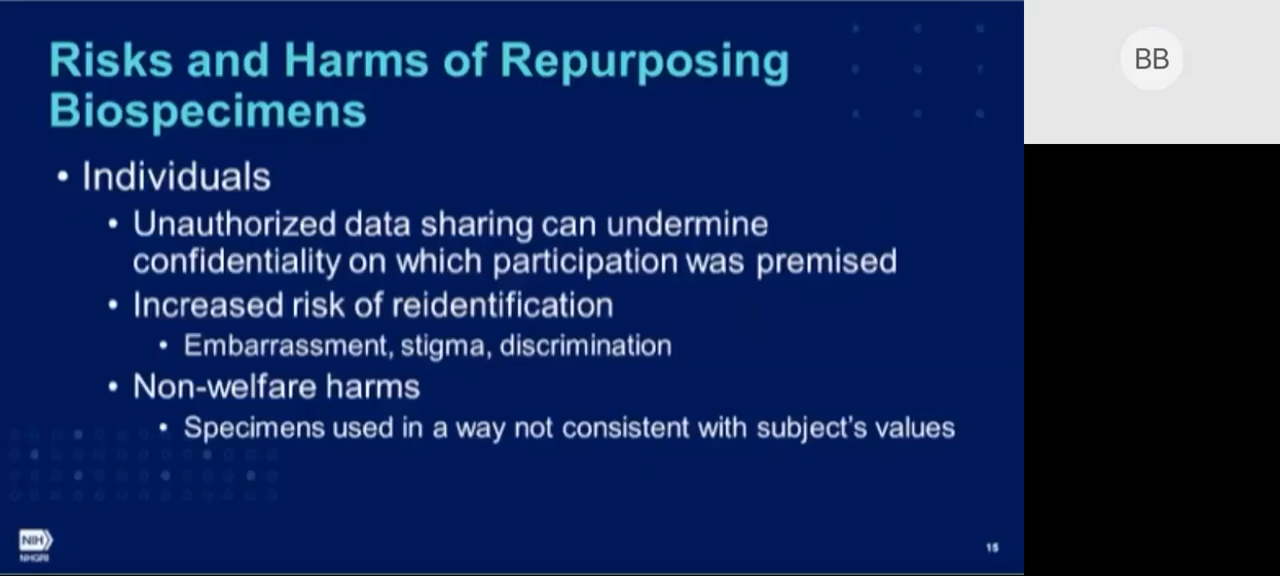 Risks and Harms of Repurposing
Biospecimens
• Individuals
• Unauthorized data sharing can undermine
confidentiality on which participation was premised
• Increased risk of reidentification
• Embarrassment, stigma, discrimination
• Non-welfare harms
• Specimens used in a way not consistent with subject's values
NIH
NHGRI
15
BB